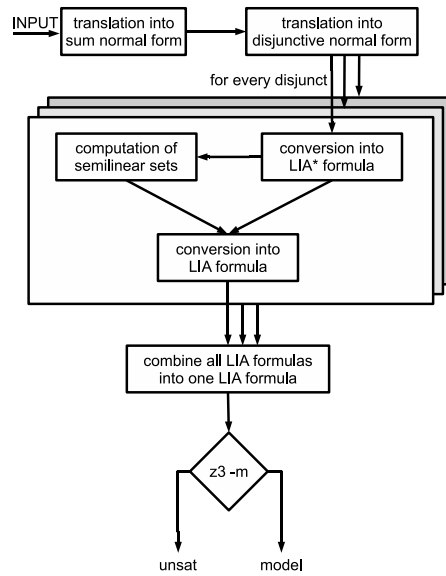 INPUT
translation into
sum normal form
translation into
disjunctive normal form
for every disjunct
computation of
semilinear sets
conversion into
LIA* formula
conversion into
LIA formula
combine all LIA formulas
into one LIA formula
z3 -m
unsat
model